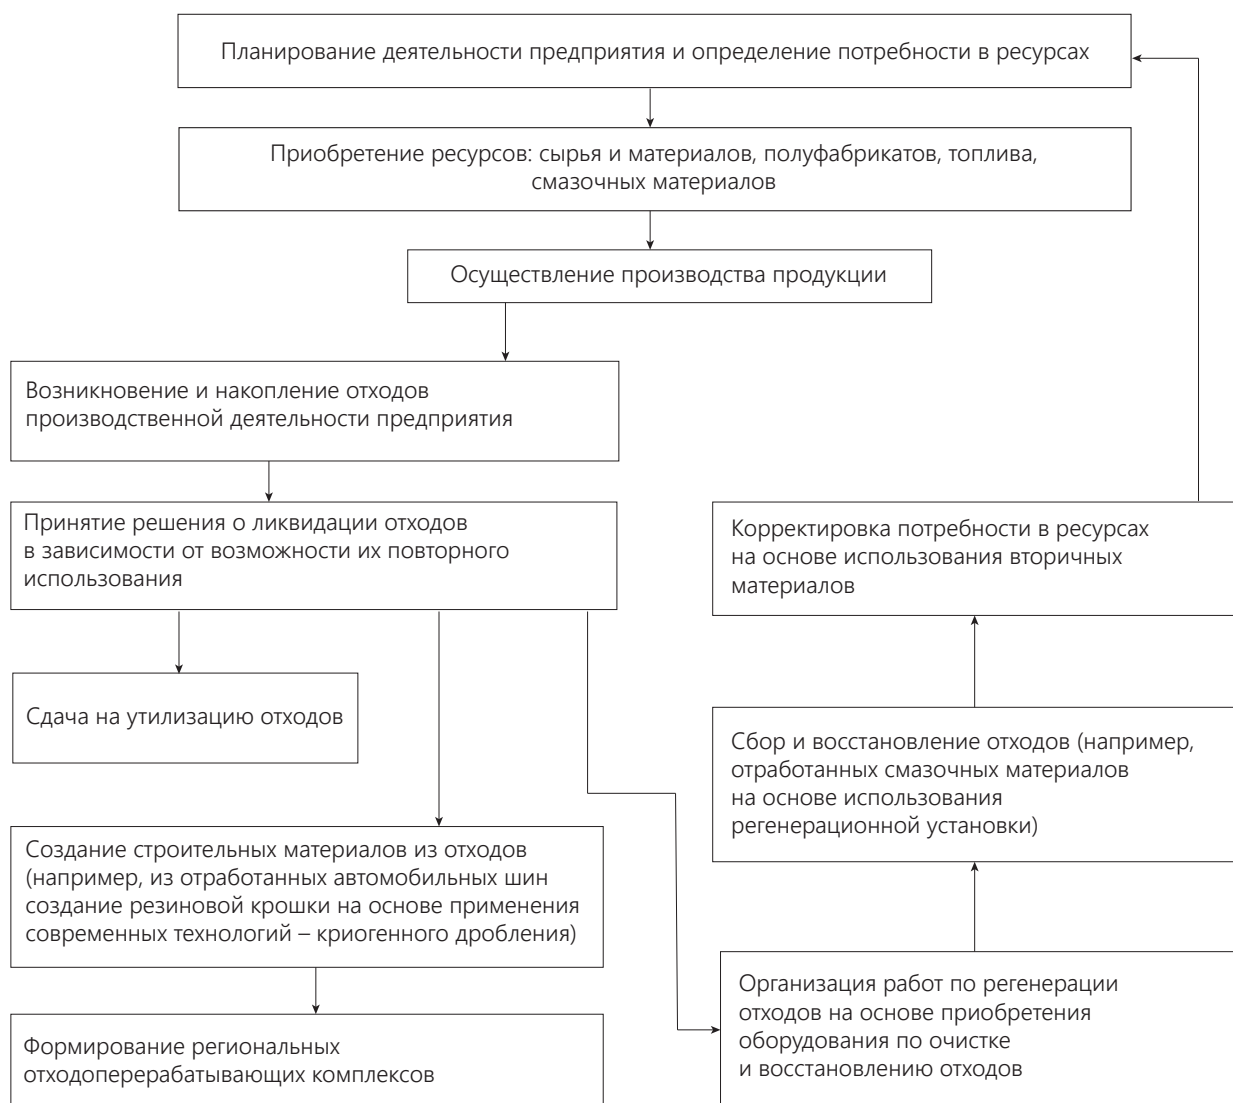 Планирование деятельности предприятия и определение потребности в ресурсах
Приобретение ресурсов: сырья и материалов, полуфабрикатов, топлива,
смазочных материалов
Осуществление производства продукции
Возникновение и накопление отходов
производственной деятельности предприятия
Принятие решения о ликвидации отходов
в зависимости от возможности их повторного
использования
Сдача на утилизацию отходов
Создание строительных материалов из отходов
(например, из отработанных автомобильных шин
создание резиновой крошки на основе применения
современных технологий – криогенного дробления)
Формирование региональных
отходоперерабатывающих комплексов
Корректировка потребности в ресурсах
на основе использования вторичных
материалов
Сбор и восстановление отходов (например,
отработанных смазочных материалов
на основе использования
регенерационной установки)
Организация работ по регенерации
отходов на основе приобретения
оборудования по очистке
и восстановлению отходов